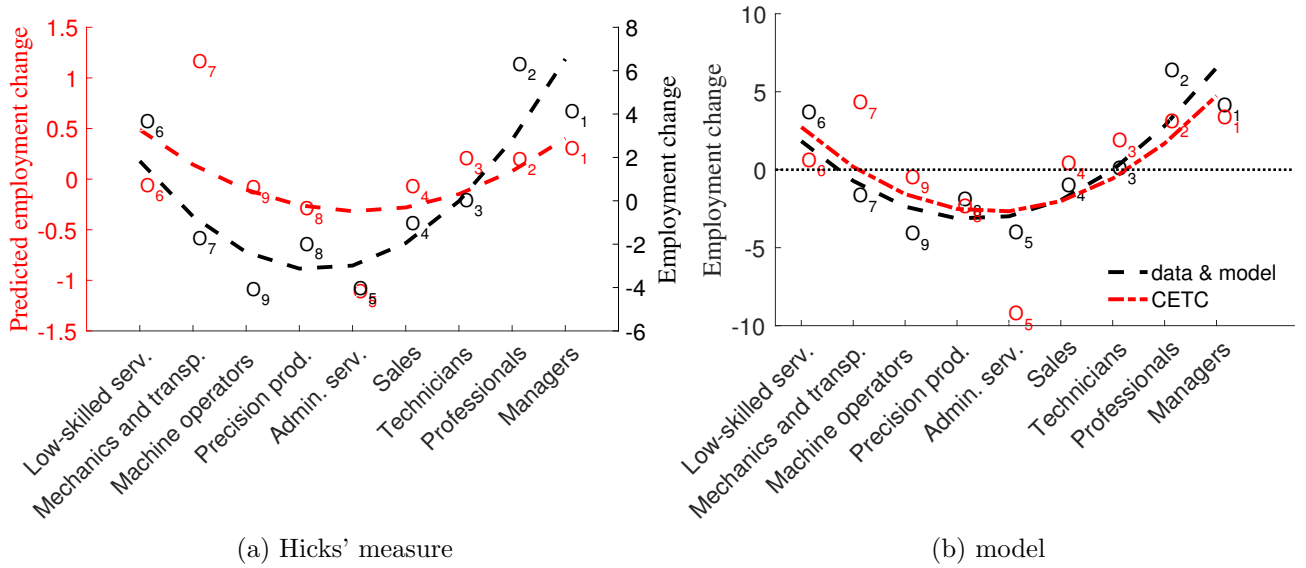 Predicted employment change
1.5
1
0.5
0
-0.5
-1
-1.5
8
6
4
2
0
-2
-4
-6
Employment change
O6
O7
O9
O8
O5
O4
O3
O2
O1
O6
O7
O9
O8
O5
O4
O3
O2
O1
Low-skilled serv.
Mechanics and transp.
Machine operators
Precision prod.
Admin. serv.
Sales
Technicians
Professionals
Managers
(a) Hicks' measure
Employment change
10
5
0
-5
-10
O6
O7
O9
O8
O5
O4
O3
O2
O1
O6
O7
O9
O8
O5
O4
O3
O2
O1
data & model
CETC
Low-skilled serv.
Mechanics and transp.
Machine operators
Precision prod.
Admin. serv.
Sales
Technicians
Professionals
Managers
(b) model